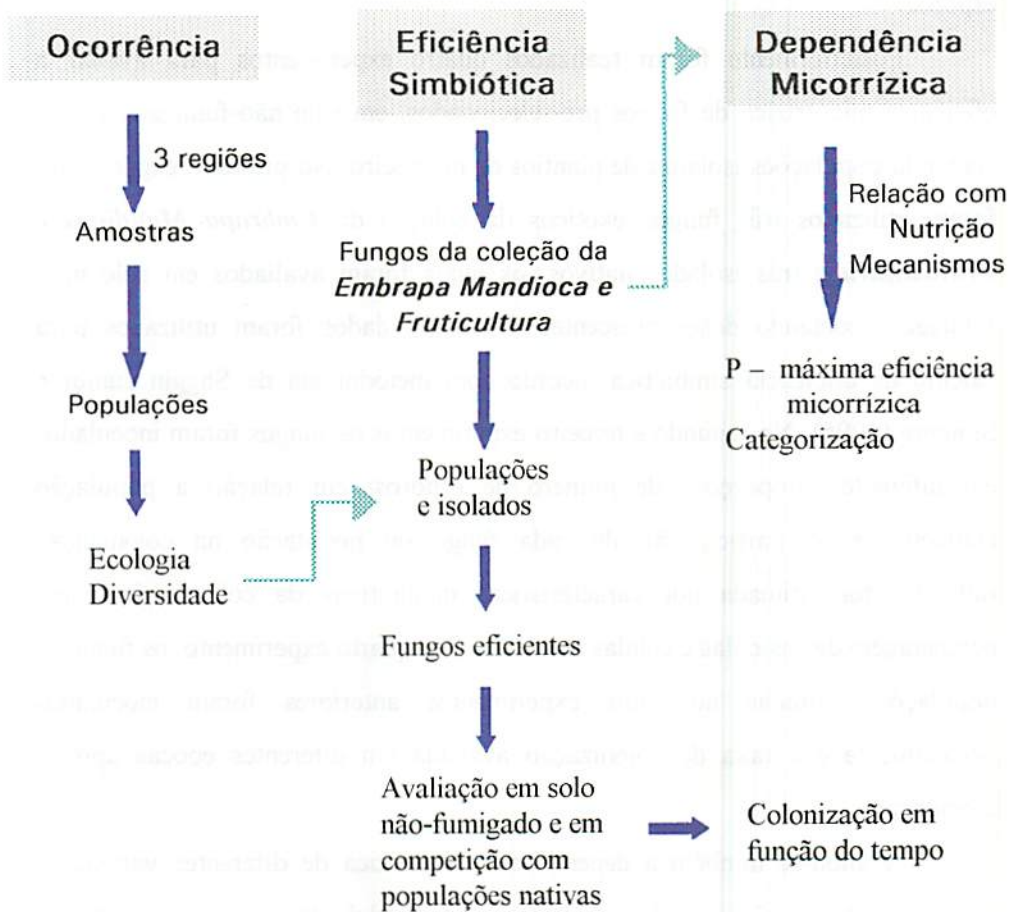 Ocorrência
3 regiões
Amostras
Populações
Ecologia
Diversidade
Eficiência
Simbiótica
Fungos da coleção da
Embrapa Mandioca e
Fruticultura
Populações
e isolados
Fungos eficientes
Avaliação em solo
não-fumigado e em
competição com
populações nativas
Colonização em
função do tempo
Dependência
Micorrízica
Relação com
Nutrição
Mecanismos
P – máxima eficiência
micorrízica
Categorização